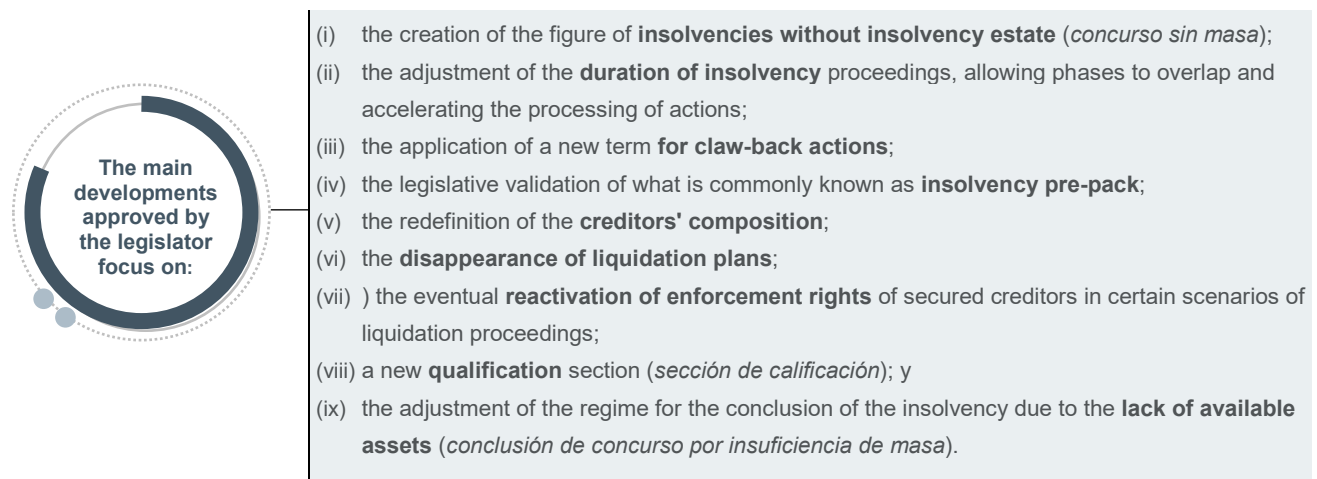 The main
developments
approved by
the legislator
focus on:
(i) the creation of the figure of insolvencies without insolvency estate (concurso sin masa);
(ii) the adjustment of the duration of insolvency proceedings, allowing phases to overlap and
accelerating the processing of actions;
(iii) the application of a new term for claw-back actions;
(iv) the legislative validation of what is commonly known as insolvency pre-pack;
(v) the redefinition of the creditors' composition;
(vi) the disappearance of liquidation plans;
(vii) ) the eventual reactivation of enforcement rights of secured creditors in certain scenarios of
liquidation proceedings;
(viii) a new qualification section (sección de calificación); y
(ix) the adjustment of the regime for the conclusion of the insolvency due to the lack of available
assets (conclusión de concurso por insuficiencia de masa).